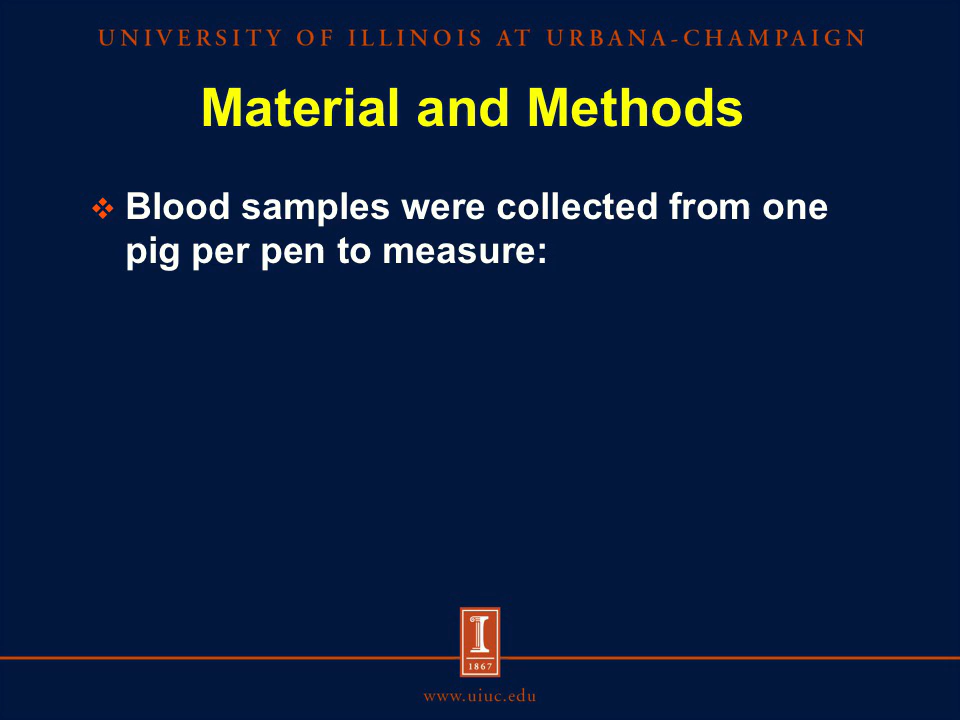 UNIVERSITY OF ILLINOIS AT URBANA-CHAMPAIGN
Material and Methods
❖ Blood samples were collected from one
pig per pen to measure:
I
1867
www.uiuc.edu